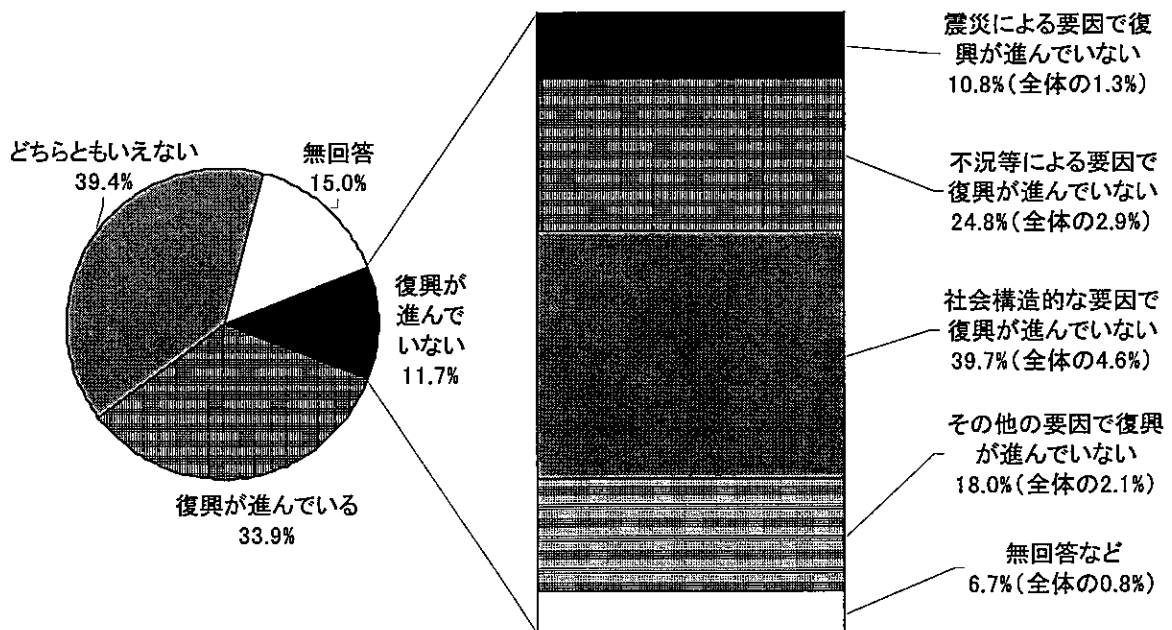 どちらともいえない
39.4%
無回答
15.0%
復興が
進んで
いない
11.7%
復興が進んでいる
33.9%
震災による要因で復
興が進んでいない
10.8%(全体の1.3%)
不況等による要因で
復興が進んでいない
24.8%(全体の2.9%)
社会構造的な要因で
復興が進んでいない
39.7%(全体の4.6%)
その他の要因で復興
が進んでいない
18.0%(全体の2.1%)
無回答など
6.7%(全体の0.8%)